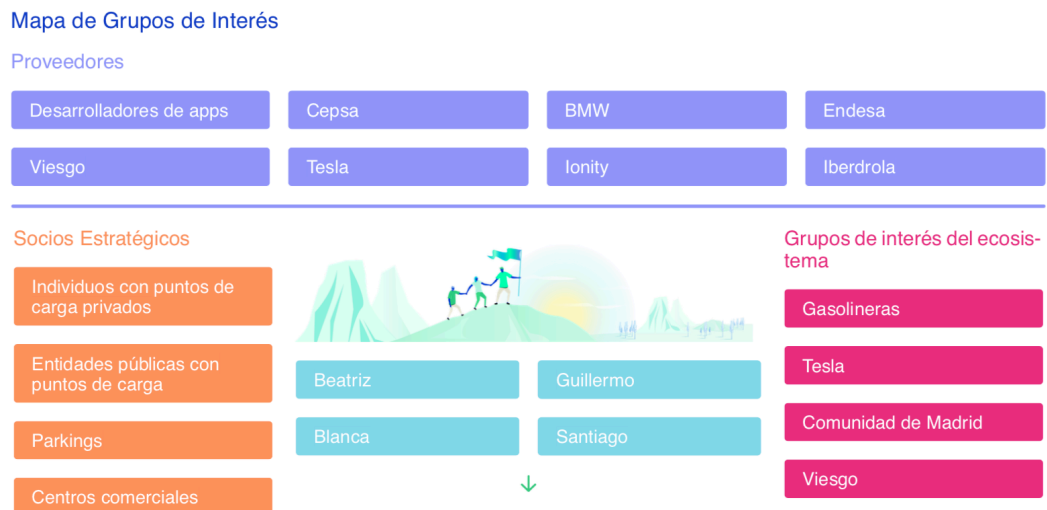 Mapa de Grupos de Interés
Proveedores
Desarrolladores de apps
Cepsa
BMW
Endesa
Viesgo
Tesla
Ionity
Iberdrola
Socios Estratégicos
Individuos con puntos de
carga privados
Entidades públicas con
puntos de carga
Parkings
Centros comerciales
Beatriz
Guillermo
Blanca
Santiago
Grupos de interés del ecosis-
tema
Gasolineras
Tesla
Comunidad de Madrid
Viesgo